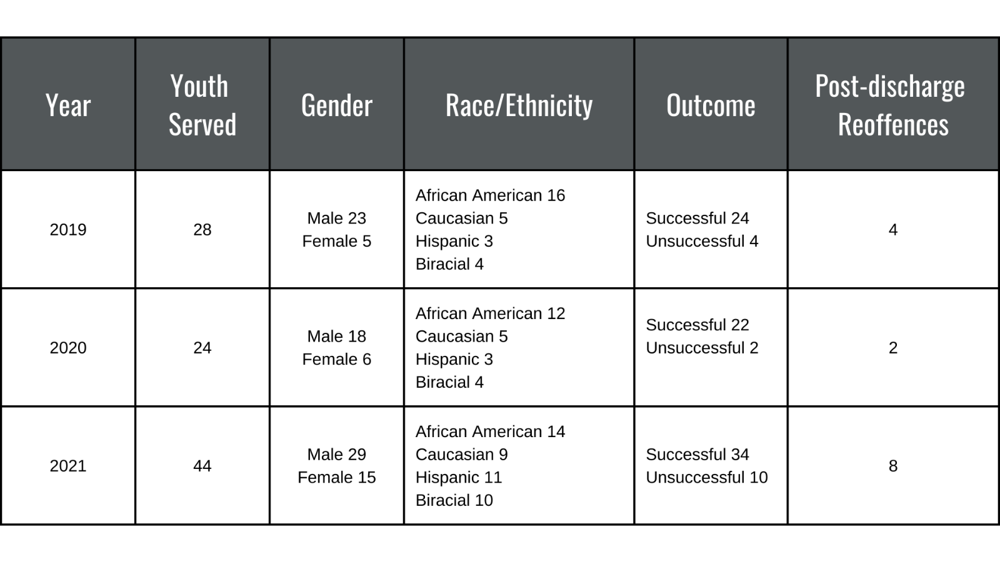 Year
Youth
Served
Gender
Race/Ethnicity
Outcome
Post-discharge
Reoffences
2019
28
Male 23
Female 5
African American 16
Caucasian 5
Hispanic 3
Biracial 4
Successful 24
Unsuccessful 4
4
2020
24
Male 18
Female 6
African American 12
Caucasian 5
Hispanic 3
Biracial 4
Successful 22
Unsuccessful 2
2
2021
44
Male 29
Female 15
African American 14
Caucasian 9
Hispanic 11
Biracial 10
Successful 34
Unsuccessful 10
8